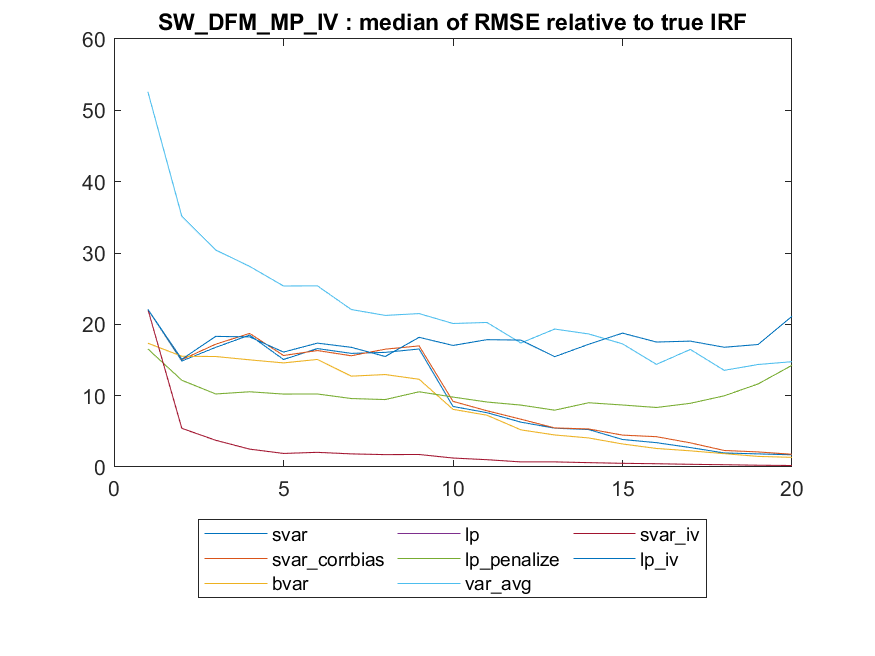 SW_DFM_MP_IV : median of RMSE relative to true IRF
60
50
40
30
20
10
0
0 5 10 15 20
svar lp svar_iv
svar_corrbias lp_penalize lp_iv
bvar var_avg